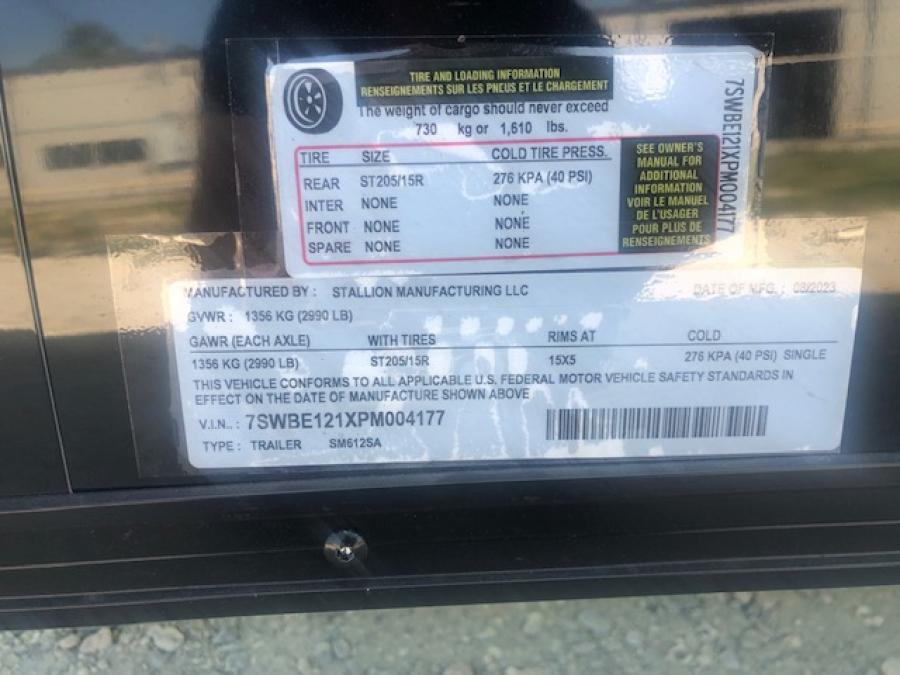 TIRE AND LOADING INFORMATION
RENSEIGNEMENTS SUR LES PNEUS ET LE CHARGEMENT
The weight of cargo should never exceed
730 kg or 1,610 lbs.
TIRE SIZE COLD TIRE PRESS.
REAR ST205/15R 276 KPA (40 PSI)
INTER NONE NONE
FRONT NONE NONE
SPARE NONE NONE
SEE OWNER'S
MANUAL FOR
ADDITIONAL
INFORMATION
VOIR LE MANUEL
DE L'USAGER
POUR PLUS DE
RENSEIGNEMENTS
7SWBE121XPM004177
MANUFACTURED BY : STALLION MANUFACTURING LLC DATE OF MFG. : 08/2023
GVWR : 1356 KG (2990 LB)
GAWR (EACH AXLE) WITH TIRES RIMS AT COLD
1356 KG (2990 LB) ST205/15R 15X5 276 KPA (40 PSI) SINGLE
THIS VEHICLE CONFORMS TO ALL APPLICABLE U.S. FEDERAL MOTOR VEHICLE SAFETY STANDARDS IN
EFFECT ON THE DATE OF MANUFACTURE SHOWN ABOVE
V.I.N.. : 7SWBE121XPM004177
TYPE : TRAILER SM612SA